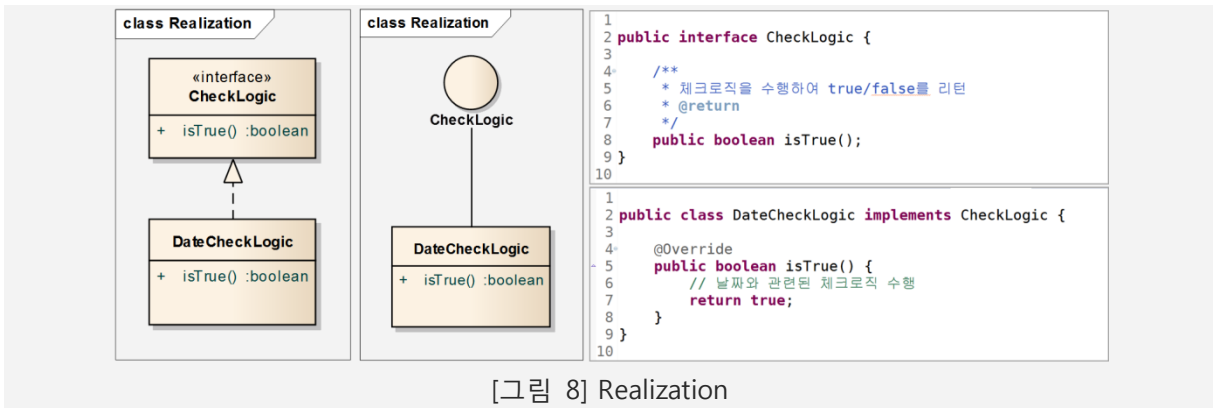 class Realization
«interface»
CheckLogic
+ isTrue() :boolean
DateCheckLogic
+ isTrue() :boolean
class Realization
CheckLogic
DateCheckLogic
+ isTrue() :boolean
1
2 public interface CheckLogic {
3
4 /**
5 * 체크로직을 수행하여 true/false를 리턴
6 * @return
7 */
8 public boolean isTrue();
9 }
10
1
2 public class DateCheckLogic implements CheckLogic {
3
4 @Override
5 public boolean isTrue() {
6 // 날짜와 관련된 체크로직 수행
7 return true;
8 }
9 }
10
[그림 8] Realization